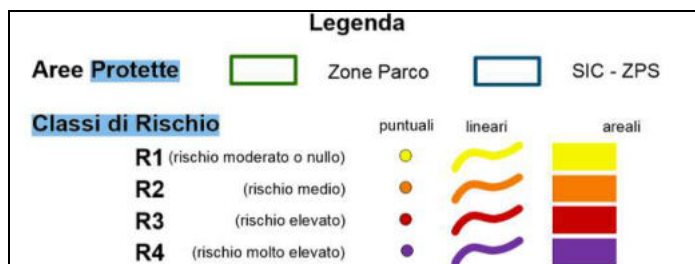 Legenda
Aree Protette Zone Parco SIC - ZPS
Classi di Rischio puntuali lineari areali
R1 (rischio moderato o nullo)
R2 (rischio medio)
R3 (rischio elevato)
R4 (rischio molto elevato)